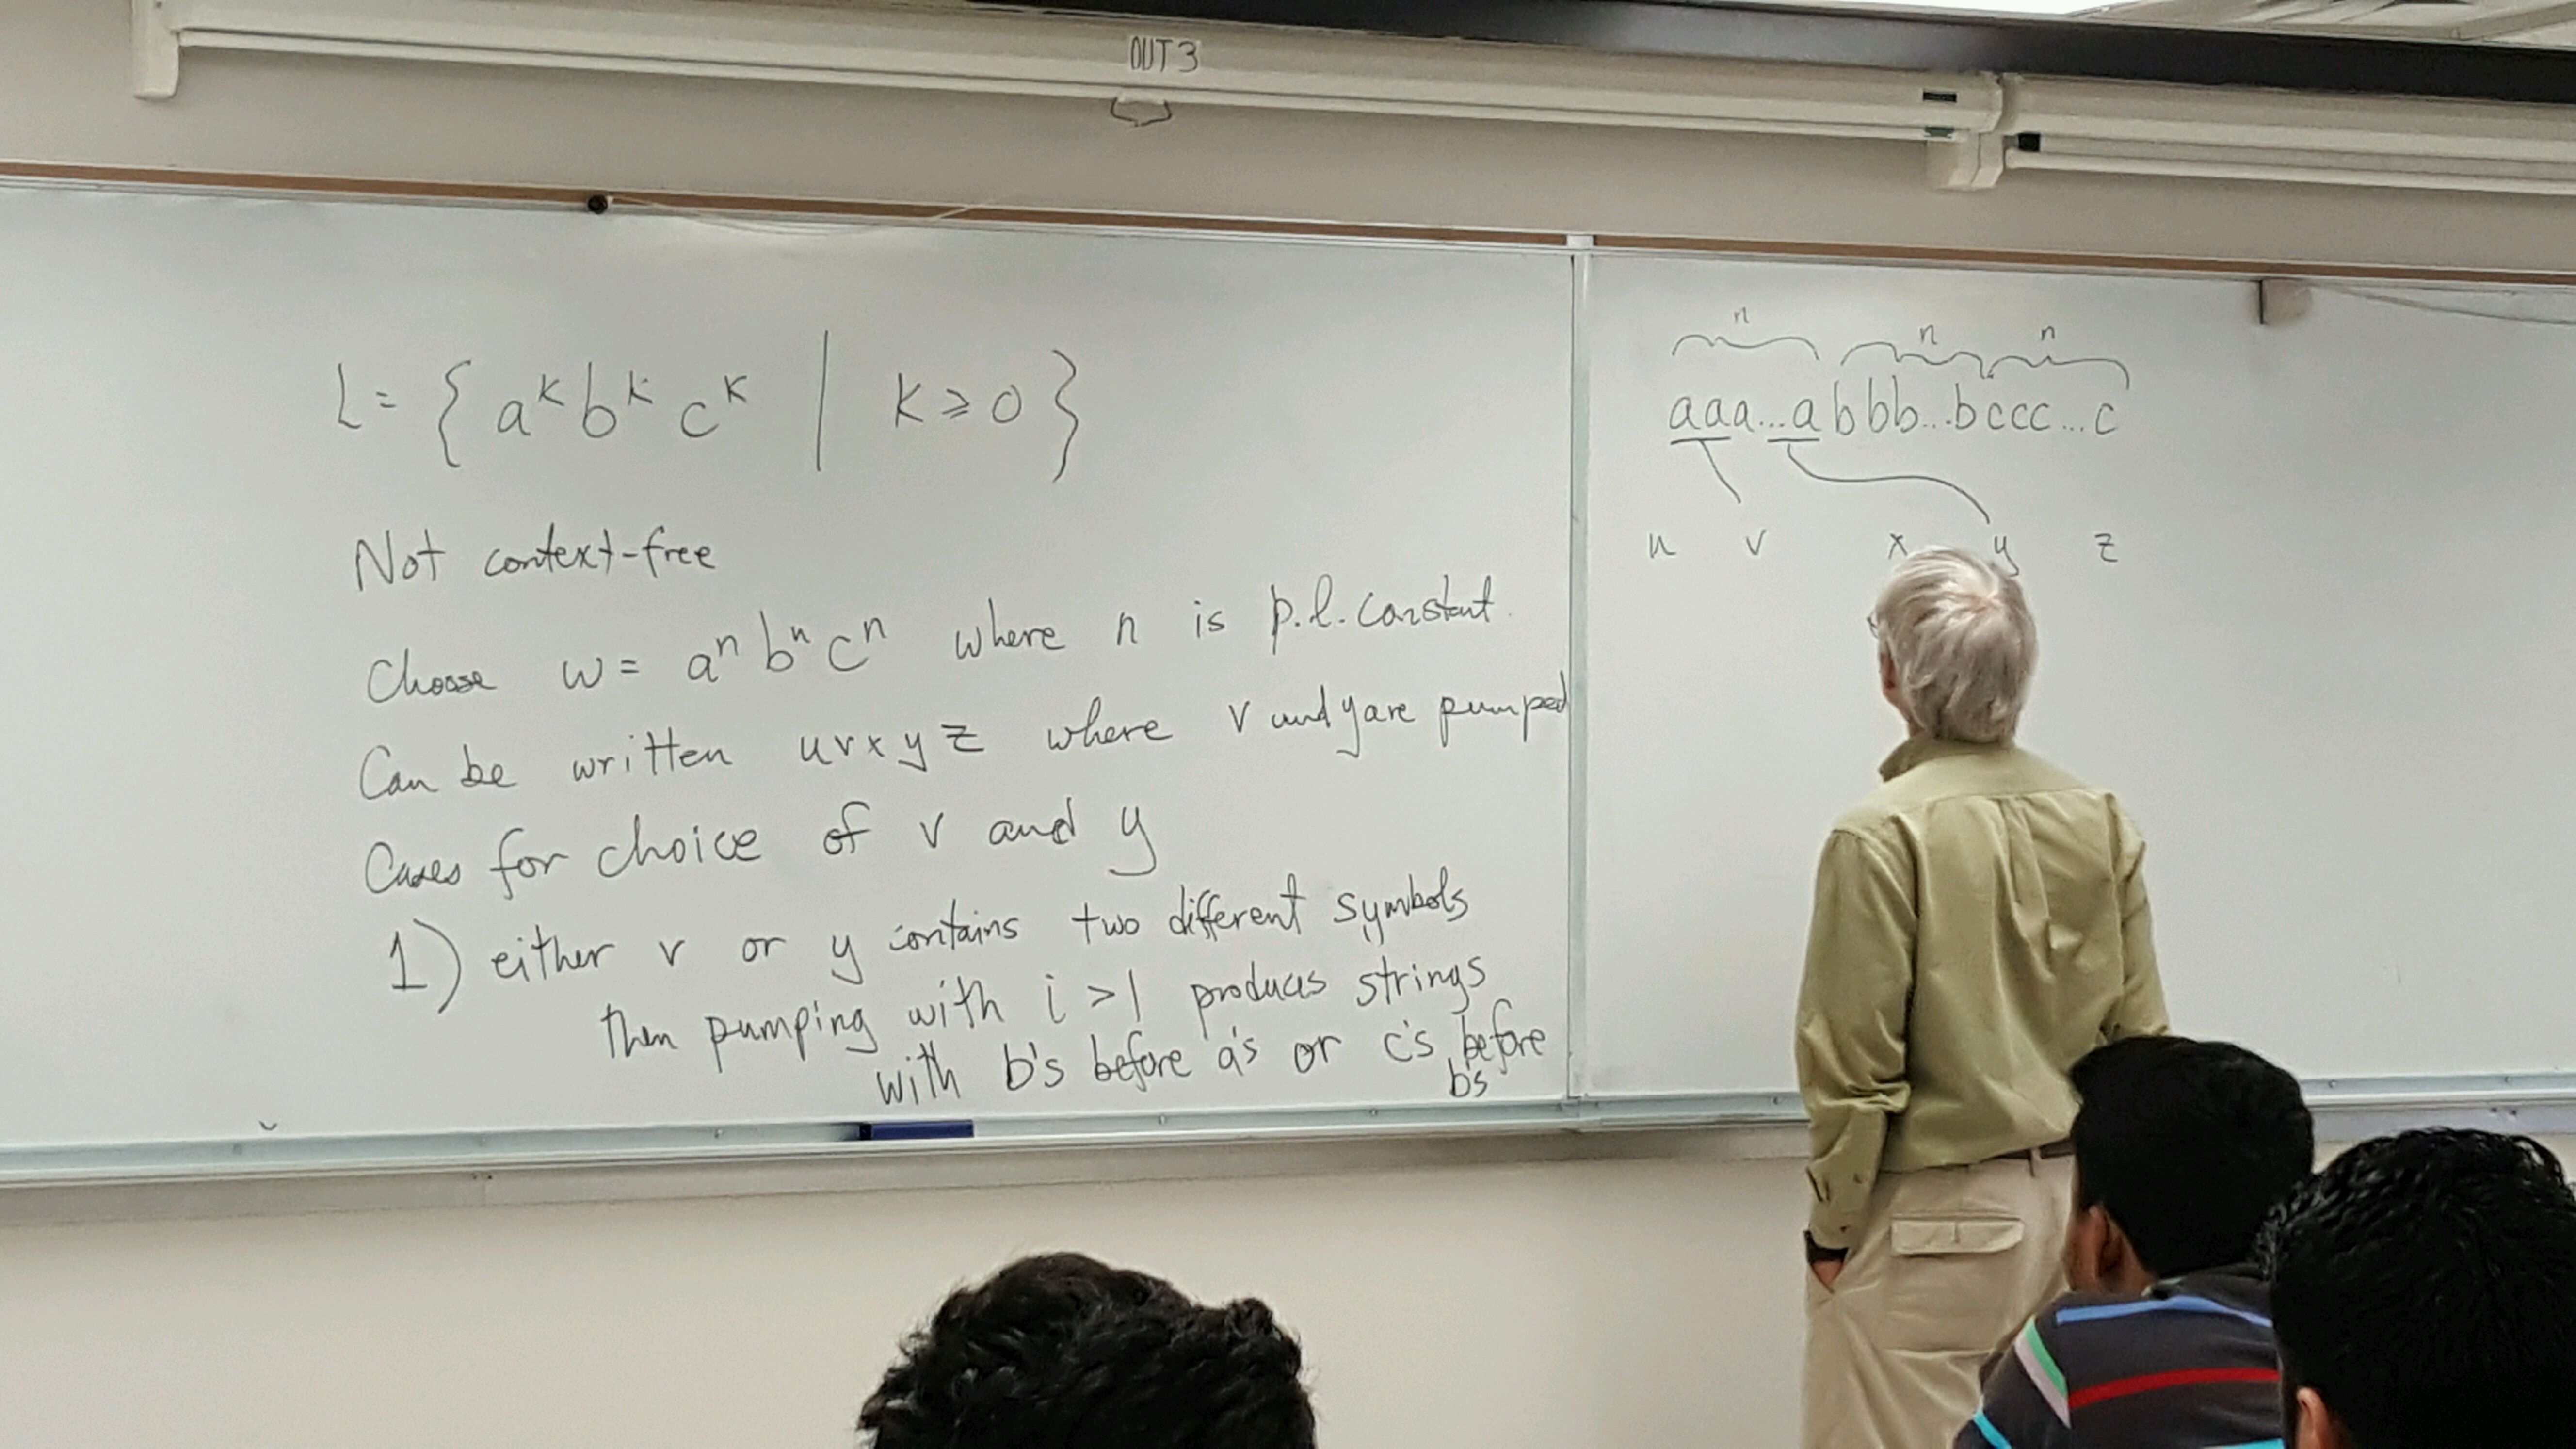 OUT 3
L = { a^k b^k c^k | k ≥ 0 }
Not context-free
Choose w = a^n b^n c^n where n is p.l. constant.
Can be written uvxyz where v and y are pumped
Cases for choice of v and y
1) either v or y contains two different symbols
then pumping with i > 1 produces strings
with b's before a's or c's before
b's
n n n
aaa...abbb...bccc...c
u v x y z